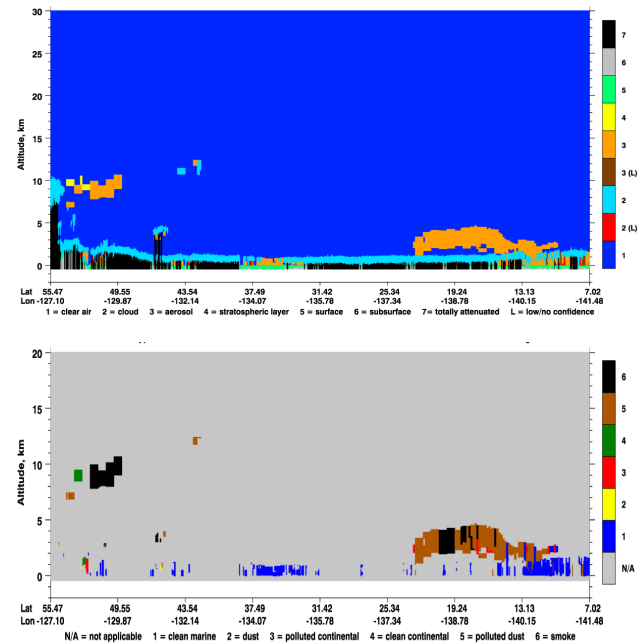 30
25
20
15
10
5
0
Altitude, km
7
6
5
4
3
3 (L)
2
2 (L)
1
Lat 55.47 49.55 43.54 37.49 31.42 25.34 19.24 13.13 7.02
Lon -127.10 -129.87 -132.14 -134.07 -135.78 -137.34 -138.78 -140.15 -141.48
1 = clear air 2 = cloud 3 = aerosol 4 = stratospheric layer 5 = surface 6 = subsurface 7= totally attenuated L = low/no confidence
20
15
10
5
0
Altitude, km
6
5
4
3
2
1
N/A
Lat 55.47 49.55 43.54 37.49 31.42 25.34 19.24 13.13 7.02
Lon -127.10 -129.87 -132.14 -134.07 -135.78 -137.34 -138.78 -140.15 -141.48
N/A = not applicable 1 = clean marine 2 = dust 3 = polluted continental 4 = clean continental 5 = polluted dust 6 = smoke